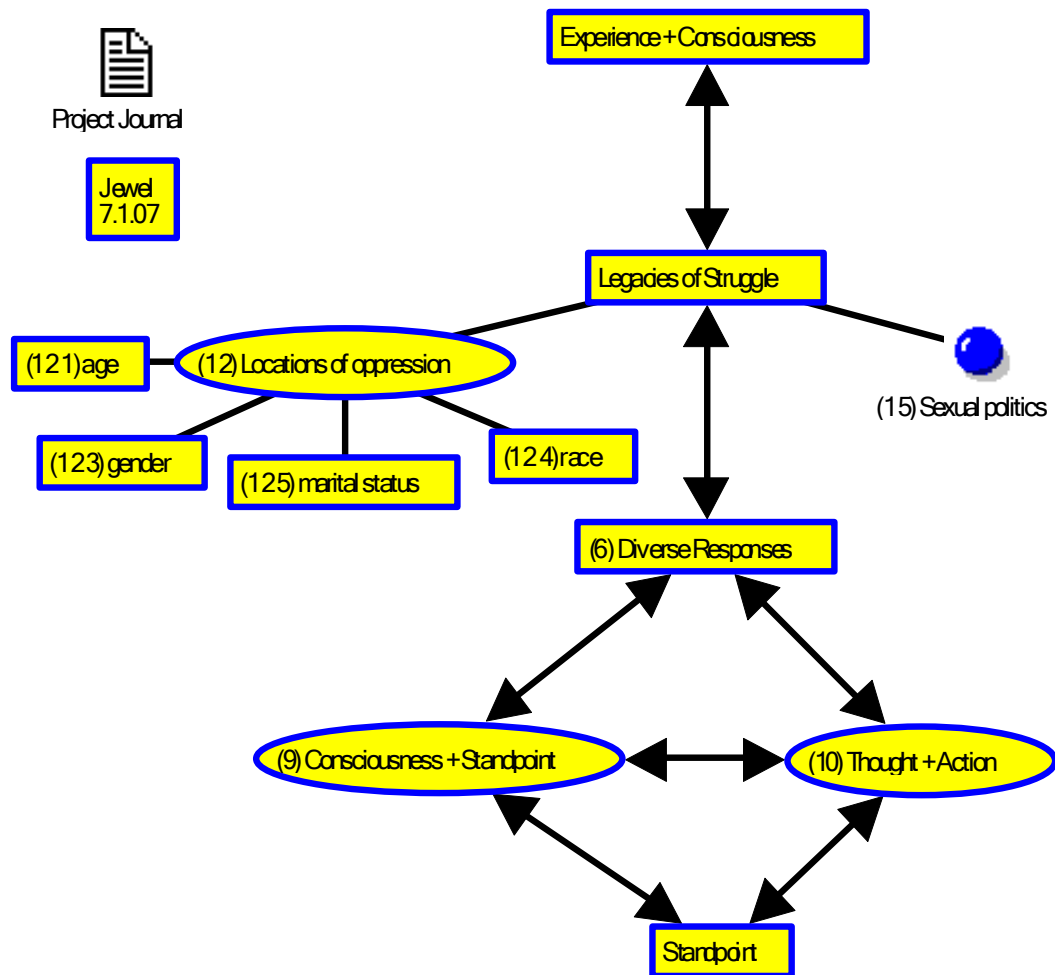 Experience + Consciousness
Project Journal
Jewel
7.1.07
Legacies of Struggle
(12) Locations of oppression
(121) age
(15) Sexual politics
(123) gender
(125) marital status
(124) race
(6) Diverse Responses
(9) Consciousness + Standpoint
(10) Thought + Action
Standpoint